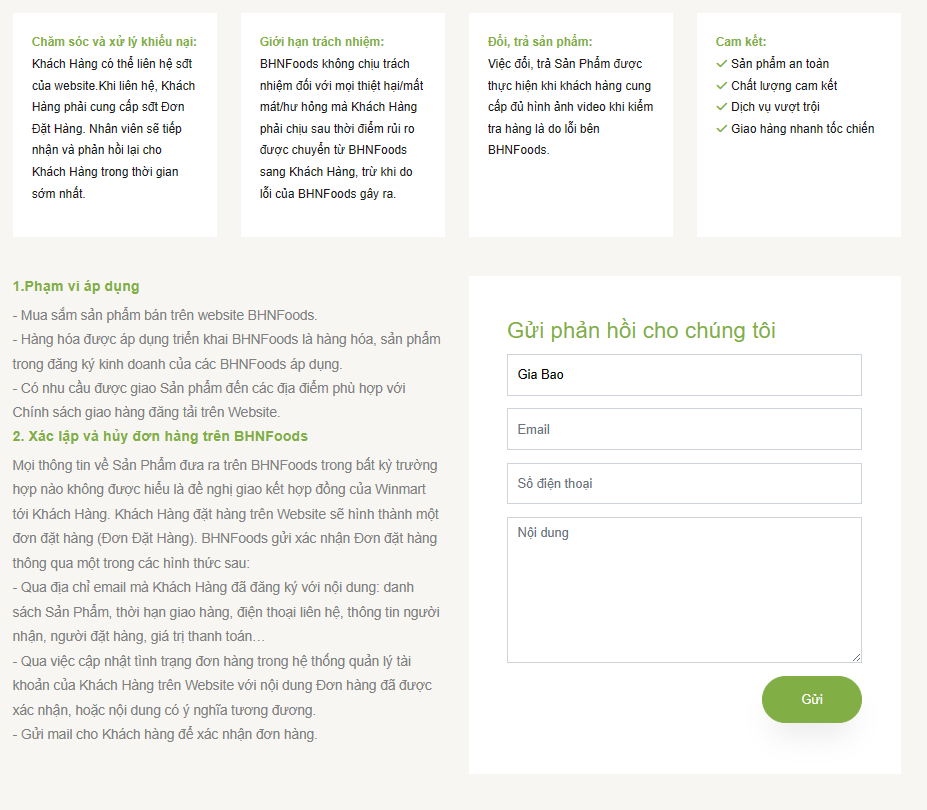 Chăm sóc và xử lý khiếu nại:
Khách Hàng có thể liên hệ sđt
của website.Khi liên hệ, Khách
Hàng phải cung cấp sđt Đơn
Đặt Hàng. Nhân viên sẽ tiếp
nhận và phản hồi lại cho
Khách Hàng trong thời gian
sớm nhất.
Giới hạn trách nhiệm:
BHNFoods không chịu trách
nhiệm đối với mọi thiệt hại/mất
mát/hư hỏng mà Khách Hàng
phải chịu sau thời điểm rủi ro
được chuyển từ BHNFoods
sang Khách Hàng, trừ khi do
lỗi của BHNFoods gây ra.
Đổi, trả sản phẩm:
Việc đổi, trả Sản Phẩm được
thực hiện khi khách hàng cung
cấp đủ hình ảnh video khi kiểm
tra hàng là do lỗi bên
BHNFoods.
Cam kết:
Sản phẩm an toàn
Chất lượng cam kết
Dịch vụ vượt trội
Giao hàng nhanh tốc chiến
1.Phạm vi áp dụng
- Mua sắm sản phẩm bán trên website BHNFoods.
- Hàng hóa được áp dụng triển khai BHNFoods là hàng hóa, sản phẩm
trong đăng ký kinh doanh của các BHNFoods áp dụng.
- Có nhu cầu được giao Sản phẩm đến các địa điểm phù hợp với
Chính sách giao hàng đăng tải trên Website.
2. Xác lập và hủy đơn hàng trên BHNFoods
Mọi thông tin về Sản Phẩm đưa ra trên BHNFoods trong bất kỳ trường
hợp nào không được hiểu là đề nghị giao kết hợp đồng của Winmart
tới Khách Hàng. Khách Hàng đặt hàng trên Website sẽ hình thành một
đơn đặt hàng (Đơn Đặt Hàng). BHNFoods gửi xác nhận Đơn đặt hàng
thông qua một trong các hình thức sau:
- Qua địa chỉ email mà Khách Hàng đã đăng ký với nội dung: danh
sách Sản Phẩm, thời hạn giao hàng, điện thoại liên hệ, thông tin người
nhận, người đặt hàng, giá trị thanh toán…
- Qua việc cập nhật tình trạng đơn hàng trong hệ thống quản lý tài
khoản của Khách Hàng trên Website với nội dung Đơn hàng đã được
xác nhận, hoặc nội dung có ý nghĩa tương đương.
- Gửi mail cho Khách hàng để xác nhận đơn hàng.
Gửi phản hồi cho chúng tôi
Gia Bao
Email
Số điện thoại
Nội dung
Gửi